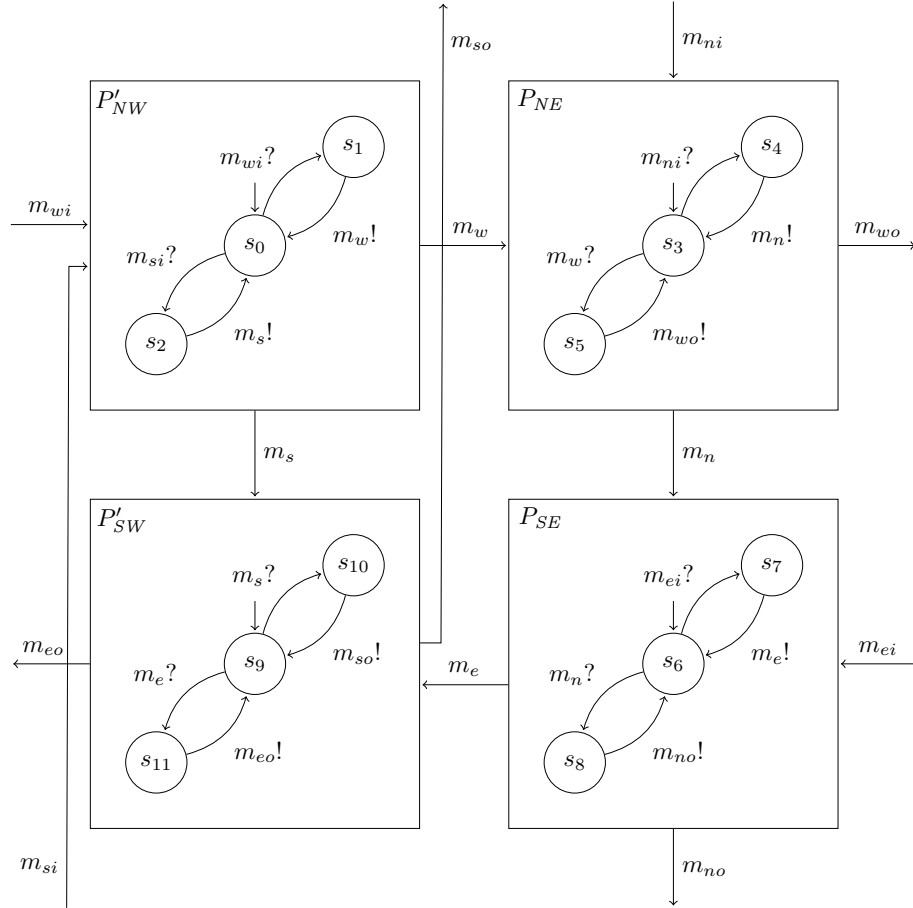 m_so
m_ni
P'_NW
P_NE
s_1
s_4
m_wi?
m_ni?
m_wi
s_0
m_w!
m_w
s_3
m_n!
m_wo
m_si?
m_w?
s_2
m_s!
s_5
m_wo!
m_s
m_n
P'_SW
P_SE
s_10
s_7
m_s?
m_ei?
m_eo
s_9
m_so!
m_e
s_6
m_e!
m_ei
m_e?
m_n?
s_11
m_eo!
s_8
m_no!
m_si
m_no